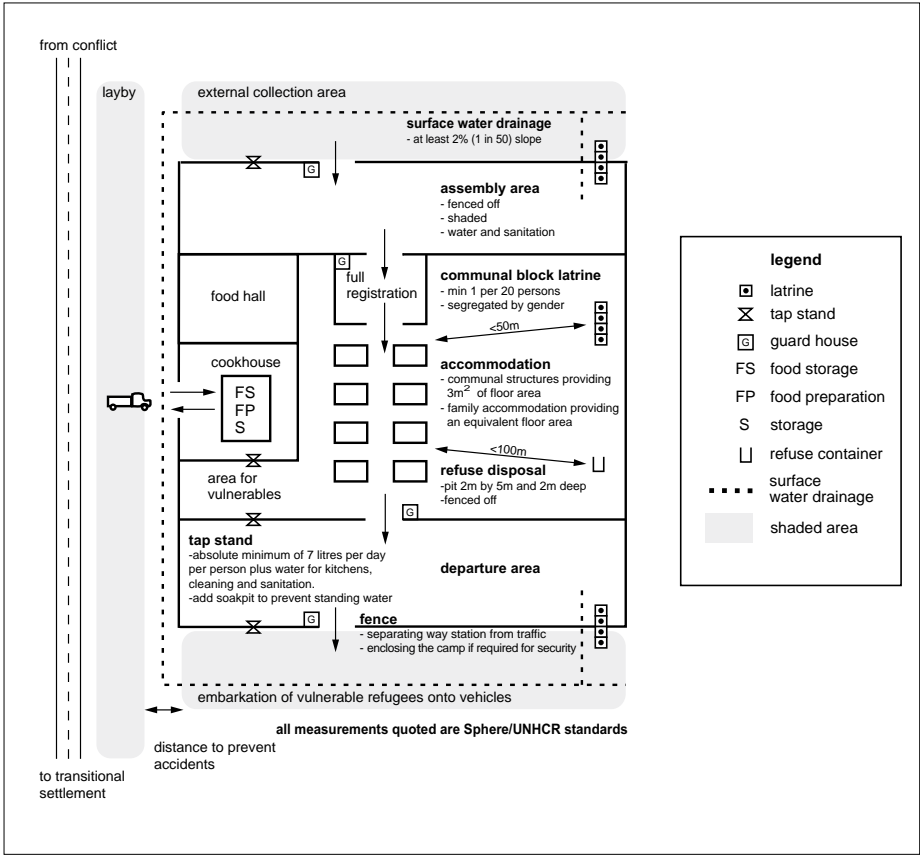 from conflict
layby
external collection area
surface water drainage
- at least 2% (1 in 50) slope
G
assembly area
- fenced off
- shaded
- water and sanitation
G
full
registration
food hall
communal block latrine
- min 1 per 20 persons
- segregated by gender
<50m
cookhouse
FS
FP
S
accommodation
- communal structures providing
3m² of floor area
- family accommodation providing
an equivalent floor area
<100m
area for
vulnerables
refuse disposal
-pit 2m by 5m and 2m deep
-fenced off
G
tap stand
-absolute minimum of 7 litres per day
per person plus water for kitchens,
cleaning and sanitation.
-add soakpit to prevent standing water
departure area
G
fence
- separating way station from traffic
- enclosing the camp if required for security
embarkation of vulnerable refugees onto vehicles
all measurements quoted are Sphere/UNHCR standards
distance to prevent
accidents
to transitional
settlement
legend
latrine
tap stand
G guard house
FS food storage
FP food preparation
S storage
refuse container
surface
water drainage
shaded area